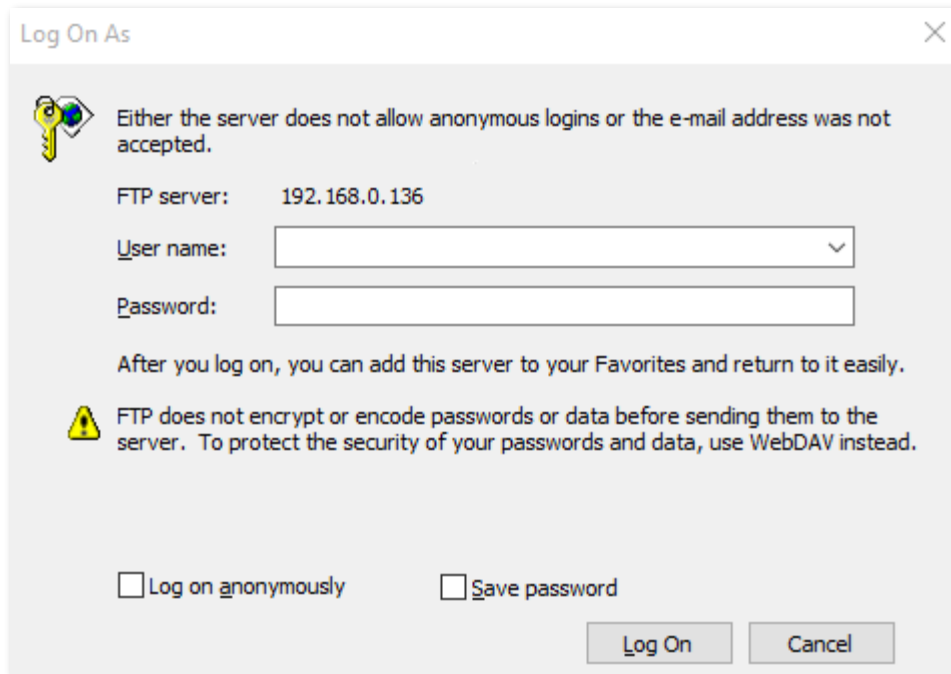 Log On As
Either the server does not allow anonymous logins or the e-mail address was not
accepted.
FTP server: 192.168.0.136
User name:
Password:
After you log on, you can add this server to your Favorites and return to it easily.
FTP does not encrypt or encode passwords or data before sending them to the
server. To protect the security of your passwords and data, use WebDAV instead.
Log on anonymously Save password
Log On Cancel